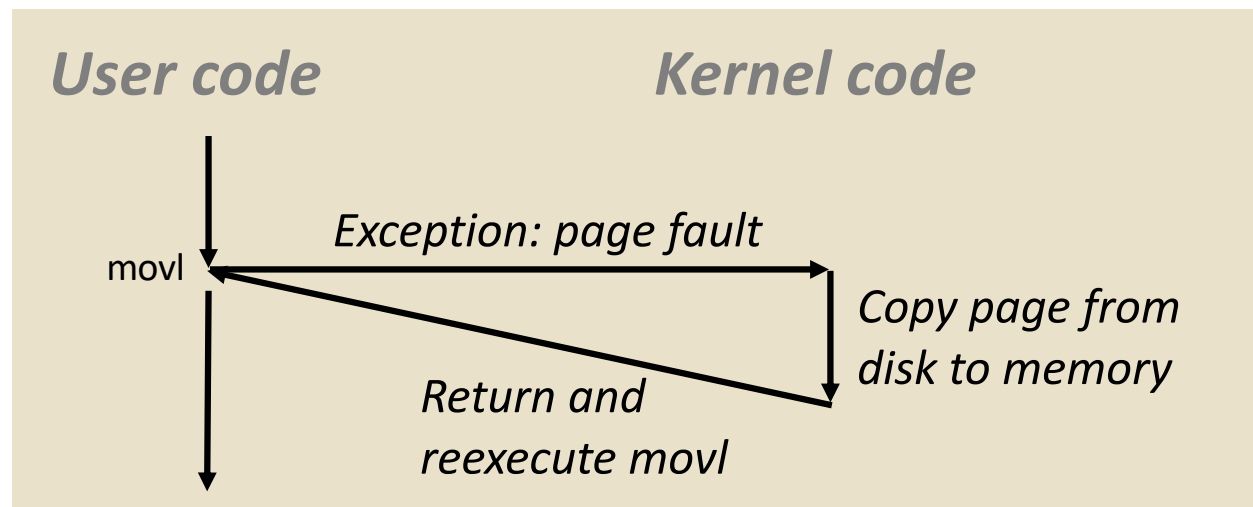 User code
Kernel code
Exception: page fault
movl
Copy page from
disk to memory
Return and
reexecute movl